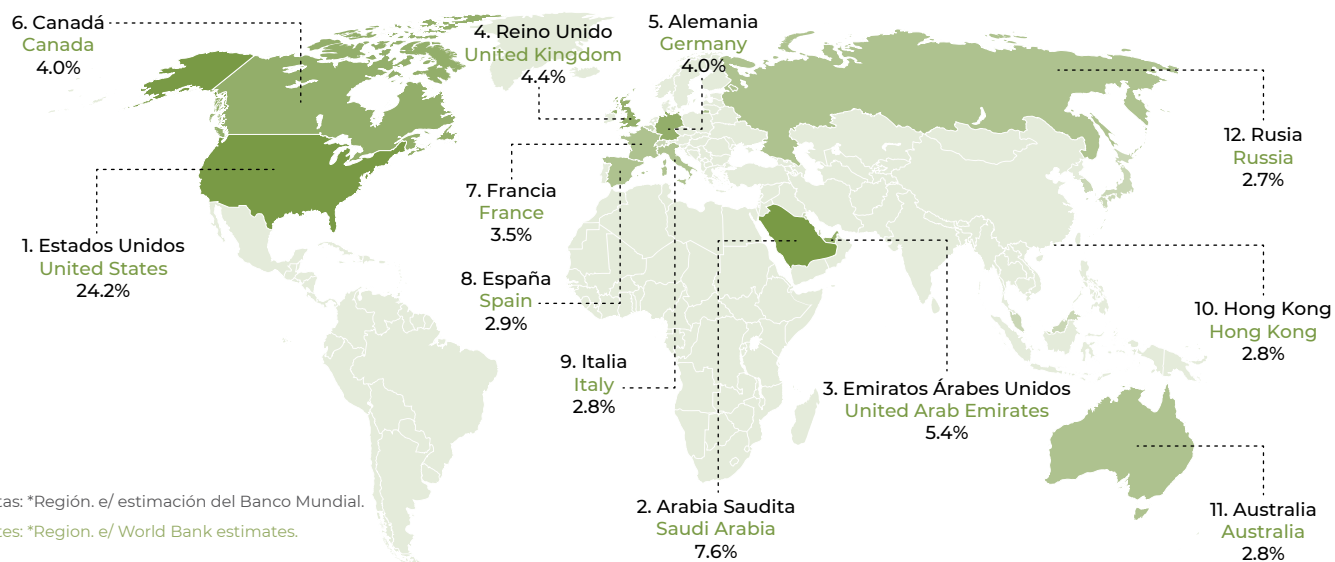 6. Canadá
Canada
4.0%
4. Reino Unido
United Kingdom
4.4%
5. Alemania
Germany
4.0%
12. Rusia
Russia
2.7%
7. Francia
France
3.5%
1. Estados Unidos
United States
24.2%
8. España
Spain
2.9%
10. Hong Kong
Hong Kong
2.8%
9. Italia
Italy
2.8%
3. Emiratos Árabes Unidos
United Arab Emirates
5.4%
2. Arabia Saudita
Saudi Arabia
7.6%
11. Australia
Australia
2.8%
tas: *Región. e/ estimación del Banco Mundial.
tes: *Region. e/ World Bank estimates.